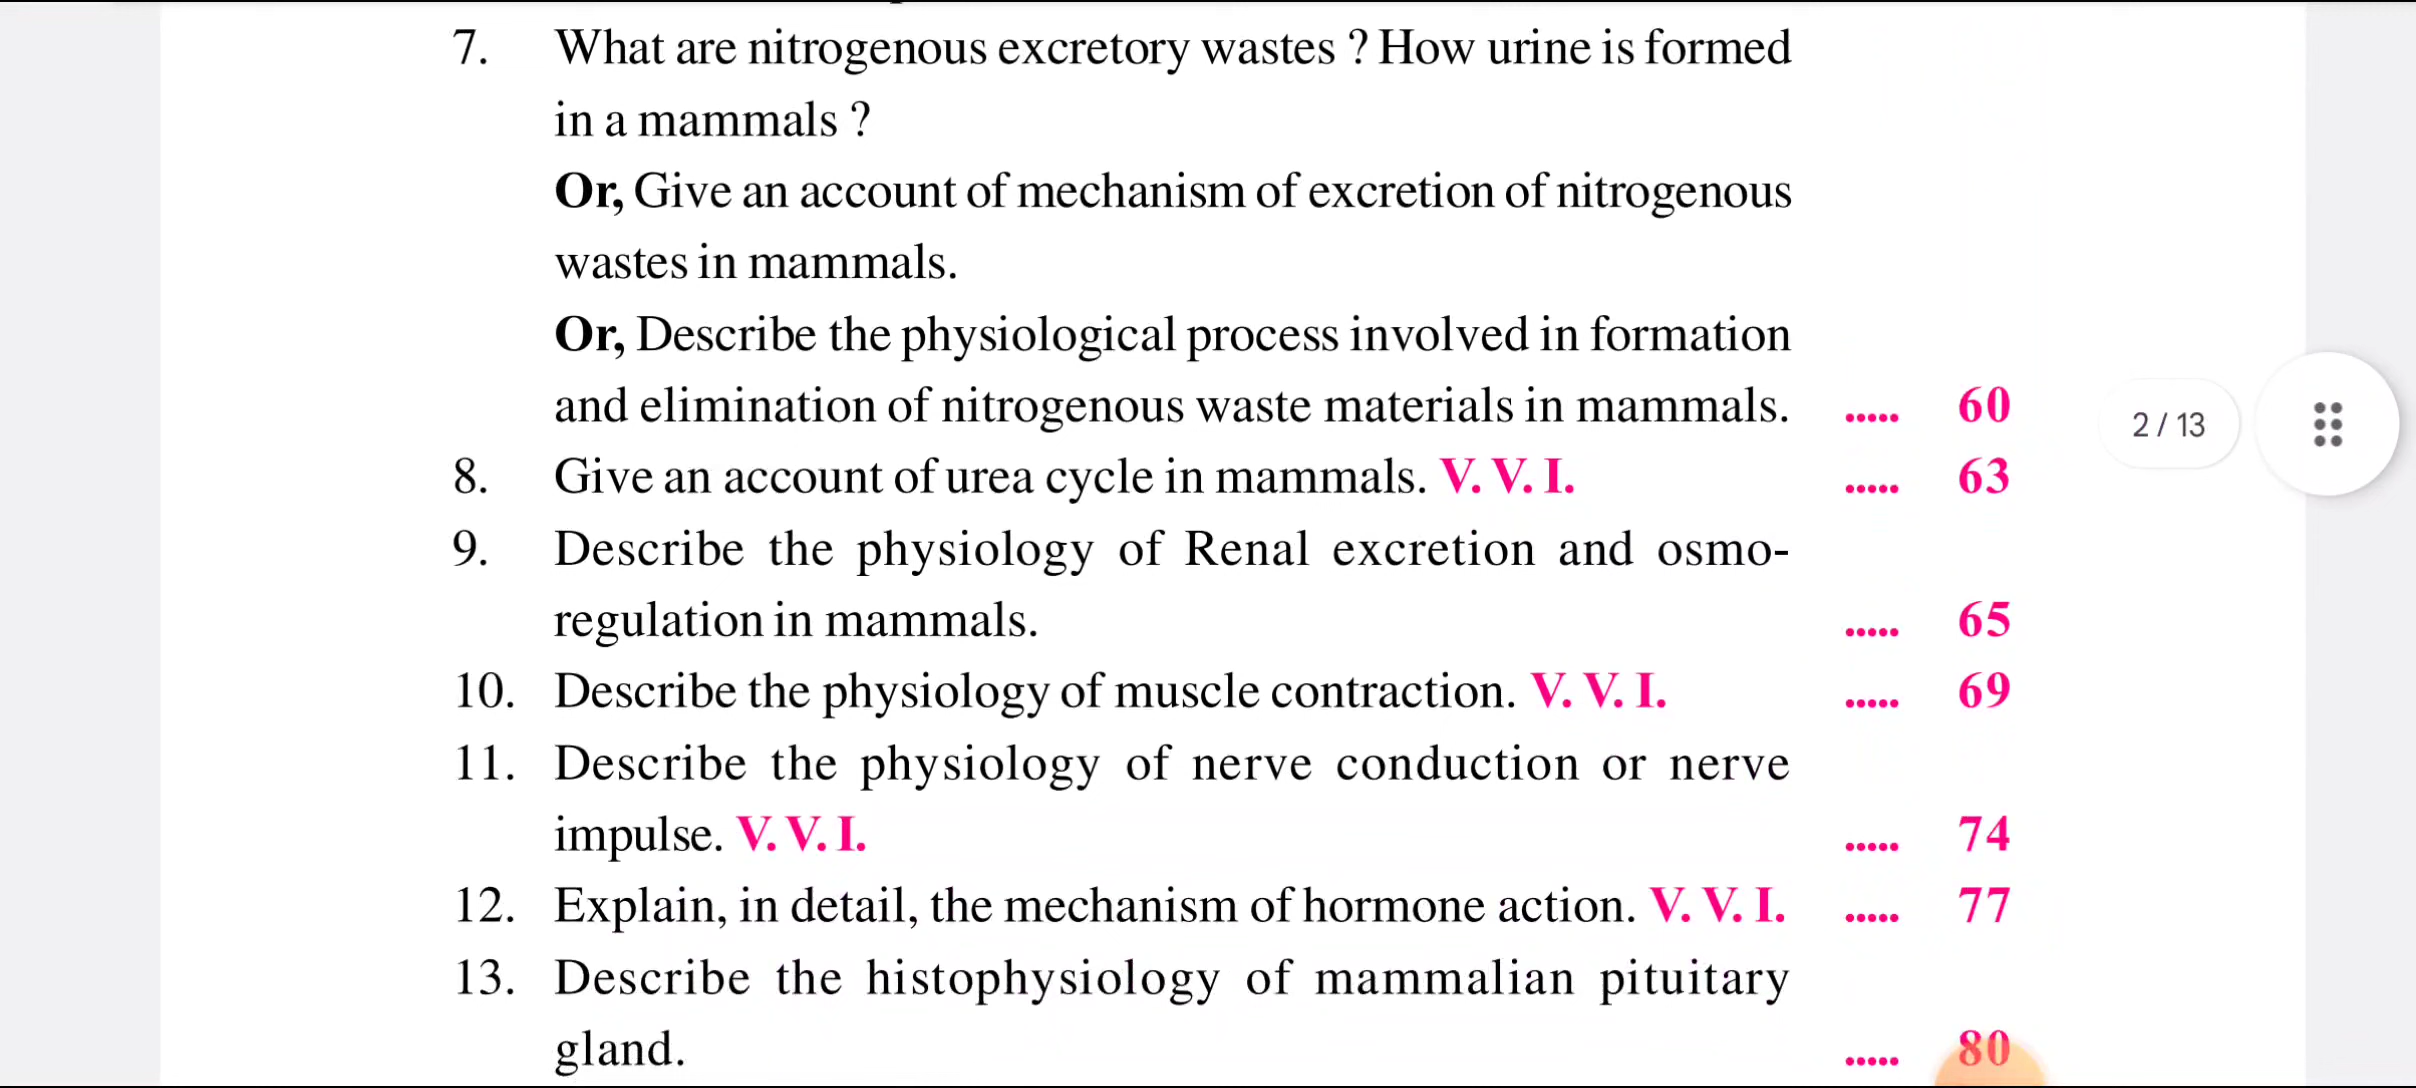 7. What are nitrogenous excretory wastes ? How urine is formed
in a mammals ?
Or, Give an account of mechanism of excretion of nitrogenous
wastes in mammals.
Or, Describe the physiological process involved in formation
and elimination of nitrogenous waste materials in mammals. ..... 60
8. Give an account of urea cycle in mammals. V. V. I. ..... 63
9. Describe the physiology of Renal excretion and osmo-
regulation in mammals. ..... 65
10. Describe the physiology of muscle contraction. V. V. I. ..... 69
11. Describe the physiology of nerve conduction or nerve
impulse. V. V. I. ..... 74
12. Explain, in detail, the mechanism of hormone action. V. V. I. ..... 77
13. Describe the histophysiology of mammalian pituitary
gland. ..... 80
2 / 13